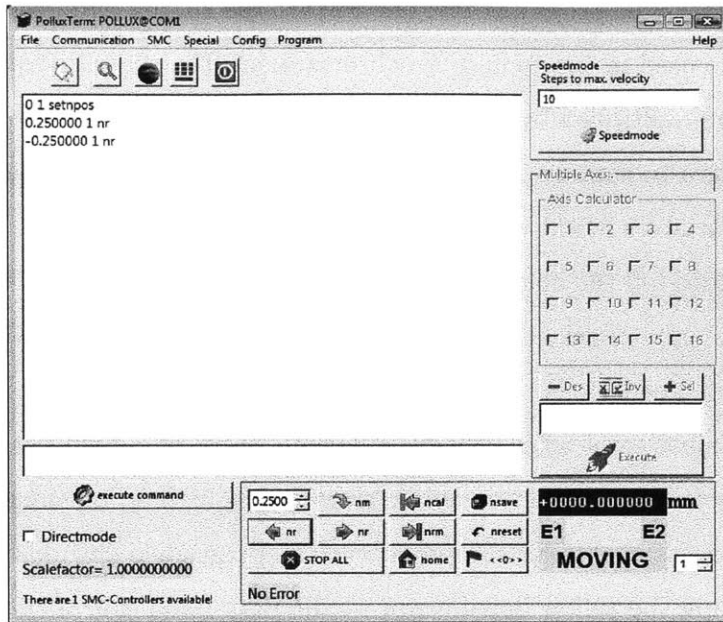 PolluxTerm: POLLUX@COM1
File Communication SMC Special Config Program Help
0 1 setnpos
0.250000 1 nr
-0.250000 1 nr
Speedmode
Steps to max. velocity
10
Speedmode
Multiple Axes:
Axis Calculator
1 2 3 4
5 6 7 8
9 10 11 12
13 14 15 16
Des Inv Sel
Execute
execute command
Directmode
Scalefactor= 1.0000000000
There are 1 SMC-Controllers available!
0.2500 nm ncal nsave
nr nr nrm nreset
STOP ALL home <<0>>
No Error
+0000.000000 mm
E1 E2
MOVING 1